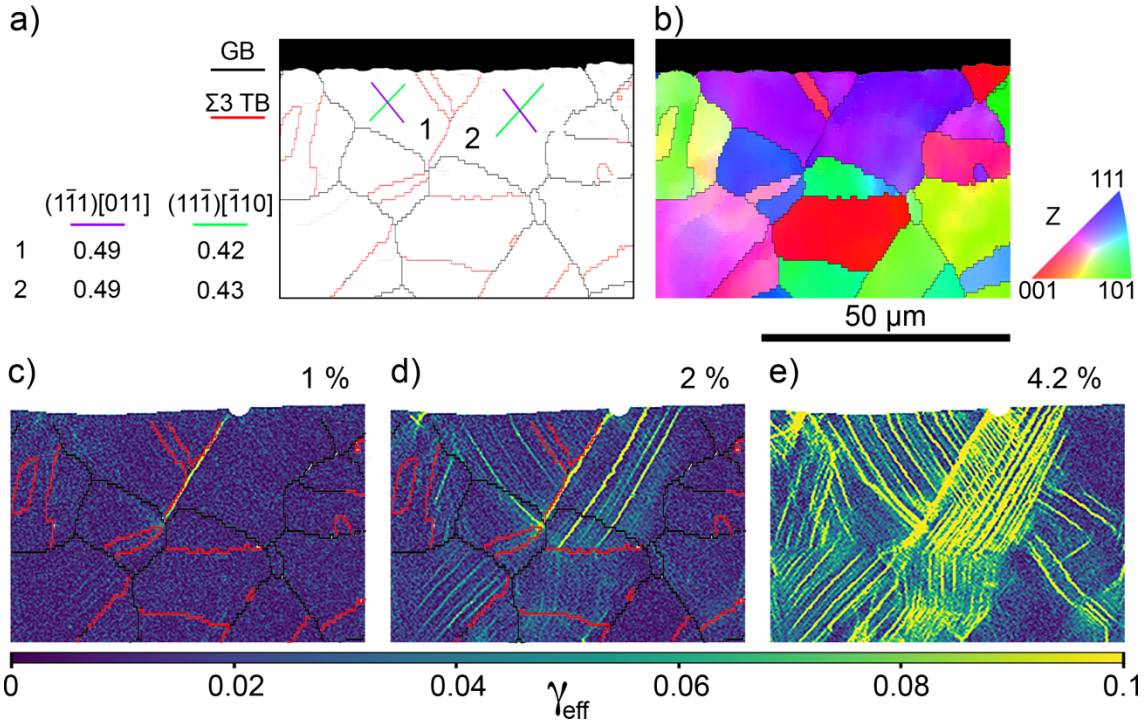 a)
GB
Σ3 TB
1 2
(11̄1)[011] (111̄)[1̄10]
1 0.49 0.42
2 0.49 0.43
b)
Z
111
001 101
50 µm
c) 1 %
d) 2 %
e) 4.2 %
0 0.02 0.04 0.06 0.08 0.1
γeff